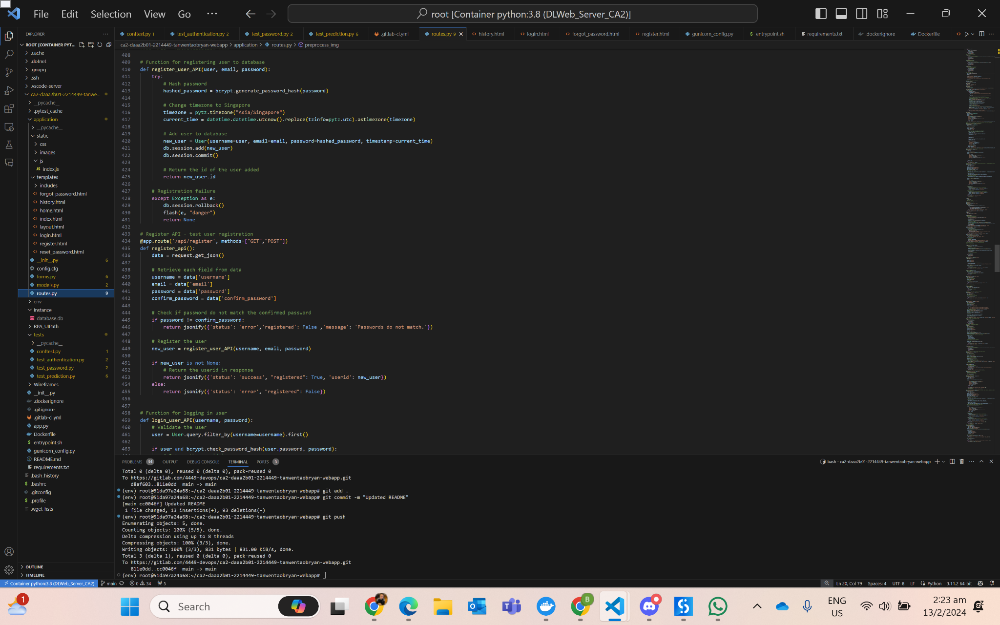 File Edit Selection View Go ··· root [Container python:3.8 (DLWeb_Server_CA2)]
EXPLORER ···
conftest.py 1 test_authentication.py 2 test_password.py 2 test_prediction.py 6 .gitlab-ci.yml routes.py 9 history.html login.html forgot_password.html register.html gunicorn_config.py entrypoint.sh requirements.txt .dockerignore Dockerfile
ROOT [CONTAINER PYT...
ca2-daaa2b01-2214449-tanwentaobryan-webapp > application > routes.py > preprocess_img
.cache
.dotnet
.gnupg
.ssh
.vscode-server
ca2-daaa2b01-2214449-tanwe...
__pycache__
.pytest_cache
application
__pycache__
static
css
images
js
JS index.js
templates
includes
forgot_password.html
history.html
home.html
index.html
layout.html
login.html
register.html
reset_password.html
__init__.py 6
config.cfg
forms.py 6
models.py 2
routes.py 9
env
instance
database.db
RPA_UIPath
tests
__pycache__
conftest.py 1
test_authentication.py 2
test_password.py 2
test_prediction.py 6
Wireframes
__init__.py
.dockerignore
.gitignore
.gitlab-ci.yml
app.py
Dockerfile
$ entrypoint.sh
gunicorn_config.py
README.md
requirements.txt
.bash_history
$ .bashrc
.gitconfig
$ .profile
.wget-hsts
OUTLINE
TIMELINE
408
409 # Function for registering user to database
410 def register_user_API(user, email, password):
411 try:
412 # Hash password
413 hashed_password = bcrypt.generate_password_hash(password)
414
415 # Change timezone to Singapore
416 timezone = pytz.timezone("Asia/Singapore")
417 current_time = datetime.datetime.utcnow().replace(tzinfo=pytz.utc).astimezone(timezone)
418
419 # Add user to database
420 new_user = User(username=user, email=email, password=hashed_password, timestamp=current_time)
421 db.session.add(new_user)
422 db.session.commit()
423
424 # Return the id of the user added
425 return new_user.id
426
427 # Registration failure
428 except Exception as e:
429 db.session.rollback()
430 flash(e, "danger")
431 return None
432
433 # Register API - test user registration
434 @app.route('/api/register', methods=["GET","POST"])
435 def register_api():
436 data = request.get_json()
437
438 # Retrieve each field from data
439 username = data['username']
440 email = data['email']
441 password = data['password']
442 confirm_password = data['confirm_password']
443
444 # Check if password do not match the confirmed password
445 if password != confirm_password:
446 return jsonify({'status': 'error','registered': False ,'message': 'Passwords do not match.'})
447
448 # Register the user
449 new_user = register_user_API(username, email, password)
450
451 if new_user is not None:
452 # Return the userid in response
453 return jsonify({'status': 'success', "registered": True, 'userid': new_user})
454 else:
455 return jsonify({'status': 'error', "registered": False})
456
457
458 # Function for logging in user
459 def login_user_API(username, password):
460 # Validate the user
461 user = User.query.filter_by(username=username).first()
462
463 if user and bcrypt.check_password_hash(user.password, password):
PROBLEMS 34 OUTPUT DEBUG CONSOLE TERMINAL PORTS 5 bash - ca2-daaa2b01-2214449-tanwentaobryan-webapp
Total 0 (delta 0), reused 0 (delta 0), pack-reused 0
To https://gitlab.com/4449-devops/ca2-daaa2b01-2214449-tanwentaobryan-webapp.git
d8af603..811e0dd main -> main
(env) root@51da97a24a68:~/ca2-daaa2b01-2214449-tanwentaobryan-webapp# git add .
(env) root@51da97a24a68:~/ca2-daaa2b01-2214449-tanwentaobryan-webapp# git commit -m "Updated README"
[main cc0046f] Updated README
1 file changed, 13 insertions(+), 93 deletions(-)
(env) root@51da97a24a68:~/ca2-daaa2b01-2214449-tanwentaobryan-webapp# git push
Enumerating objects: 5, done.
Counting objects: 100% (5/5), done.
Delta compression using up to 8 threads
Compressing objects: 100% (3/3), done.
Writing objects: 100% (3/3), 831 bytes | 831.00 KiB/s, done.
Total 3 (delta 1), reused 0 (delta 0), pack-reused 0
To https://gitlab.com/4449-devops/ca2-daaa2b01-2214449-tanwentaobryan-webapp.git
811e0dd..cc0046f main -> main
(env) root@51da97a24a68:~/ca2-daaa2b01-2214449-tanwentaobryan-webapp#
Container python:3.8 (DLWeb_Server_CA2) main 0 34 5 Ln 20, Col 79 Spaces: 4 UTF-8 LF Python 3.11.2 64-bit
1 Search B ENG US 2:23 am 13/2/2024